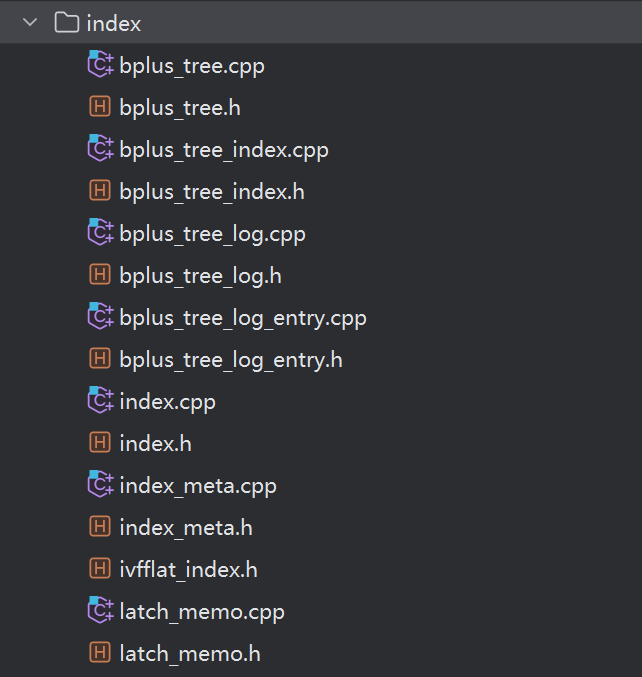 index
bplus_tree.cpp
bplus_tree.h
bplus_tree_index.cpp
bplus_tree_index.h
bplus_tree_log.cpp
bplus_tree_log.h
bplus_tree_log_entry.cpp
bplus_tree_log_entry.h
index.cpp
index.h
index_meta.cpp
index_meta.h
ivfflat_index.h
latch_memo.cpp
latch_memo.h